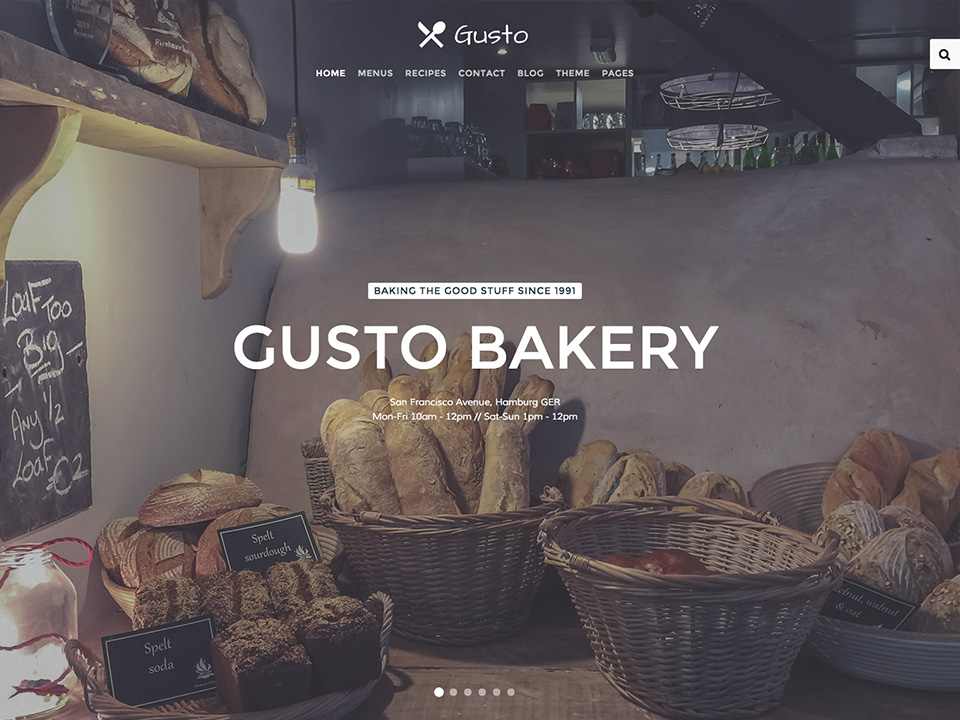 Gusto
HOME MENUS RECIPES CONTACT BLOG THEME PAGES
BAKING THE GOOD STUFF SINCE 1991
GUSTO BAKERY
San Francisco Avenue, Hamburg GER
Mon-Fri 10am - 12pm // Sat-Sun 1pm - 12pm
LOAF TOO
Big
Any 1/2
Loaf £2
Spelt
sourdough
Spelt
soda
walnut
& oat